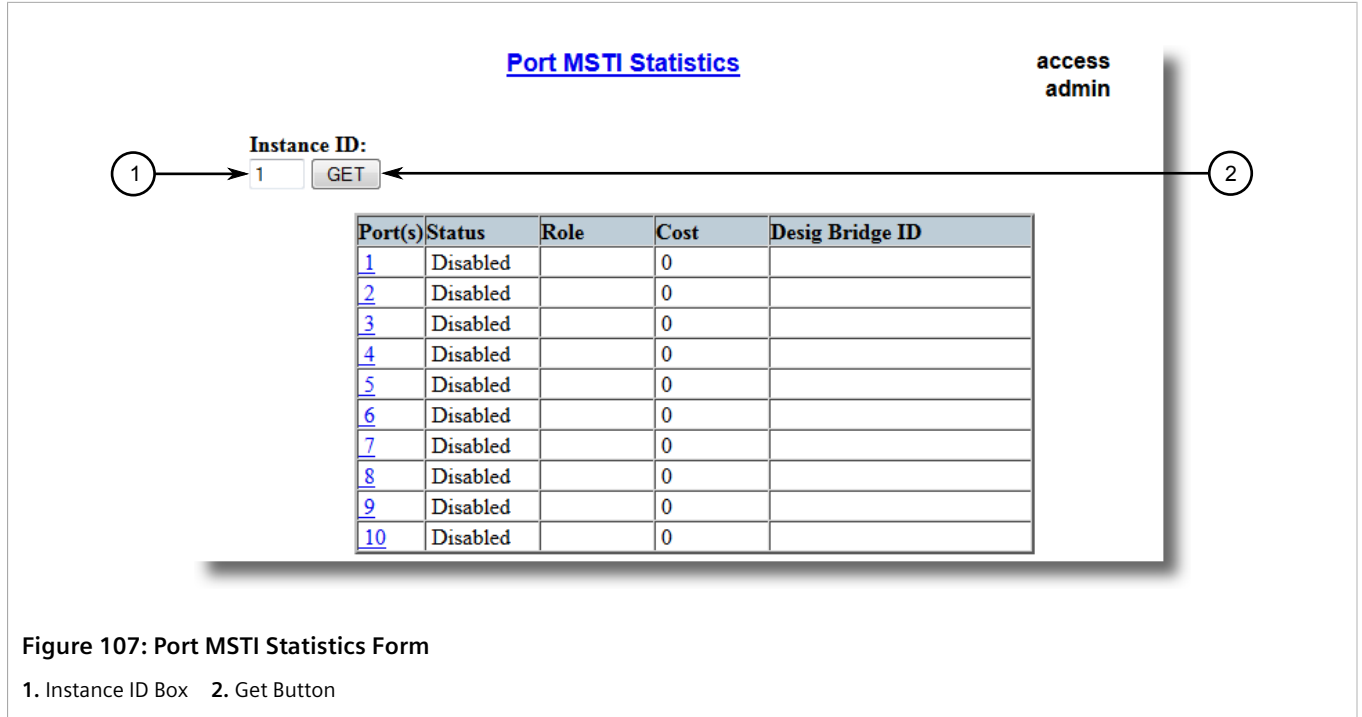 Port MSTI Statistics
access
admin
Instance ID:
1 1 GET 2
Port(s) Status Role Cost Desig Bridge ID
1 Disabled 0
2 Disabled 0
3 Disabled 0
4 Disabled 0
5 Disabled 0
6 Disabled 0
7 Disabled 0
8 Disabled 0
9 Disabled 0
10 Disabled 0
Figure 107: Port MSTI Statistics Form
1. Instance ID Box 2. Get Button